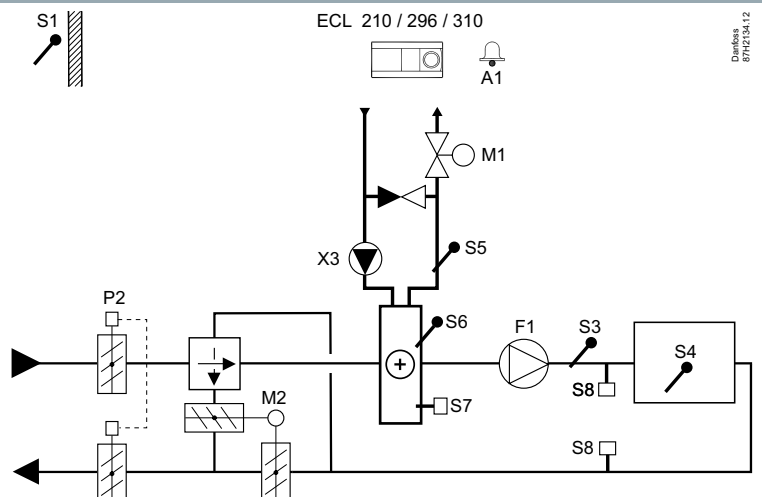 S1
ECL 210 / 296 / 310
A1
Danfoss
87H2134.12
M1
X3
S5
P2
S6
F1
S3
S4
M2
S7
S8
S8